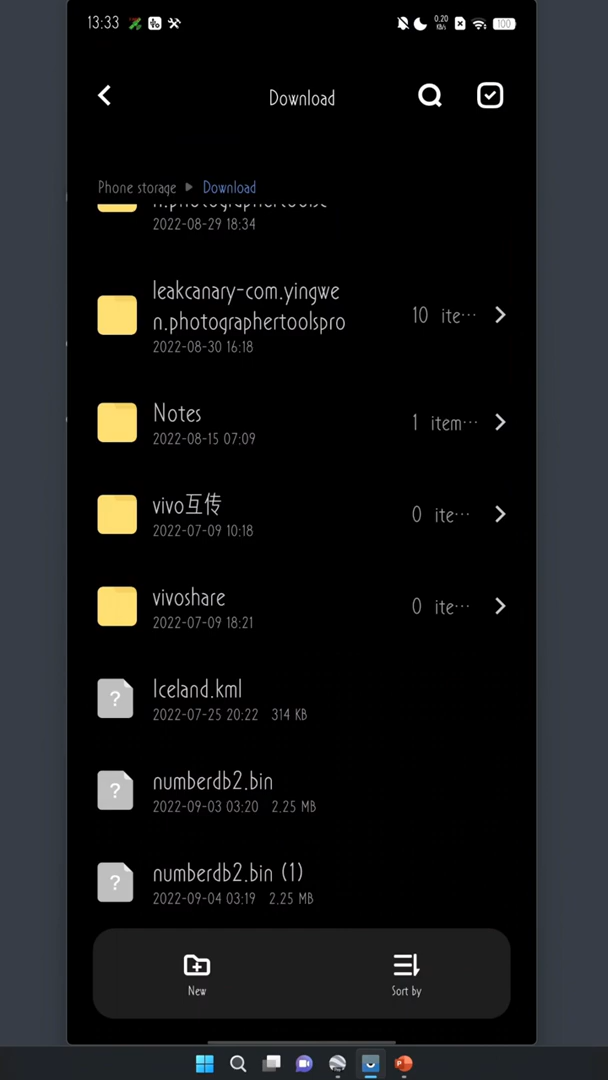 13:33
0.20
KB/s
100
Download
Phone storage
Download
2022-08-29 18:34
leakcanary-com.yingwe
n.photographertoolspro
10 ite...
2022-08-30 16:18
Notes
1 item...
2022-08-15 07:09
vivo互传
0 ite...
2022-07-09 10:18
vivoshare
0 ite...
2022-07-09 18:21
Iceland.kml
2022-07-25 20:22 314 KB
numberdb2.bin
2022-09-03 03:20 2.25 MB
numberdb2.bin (1)
2022-09-04 03:19 2.25 MB
New
Sort by